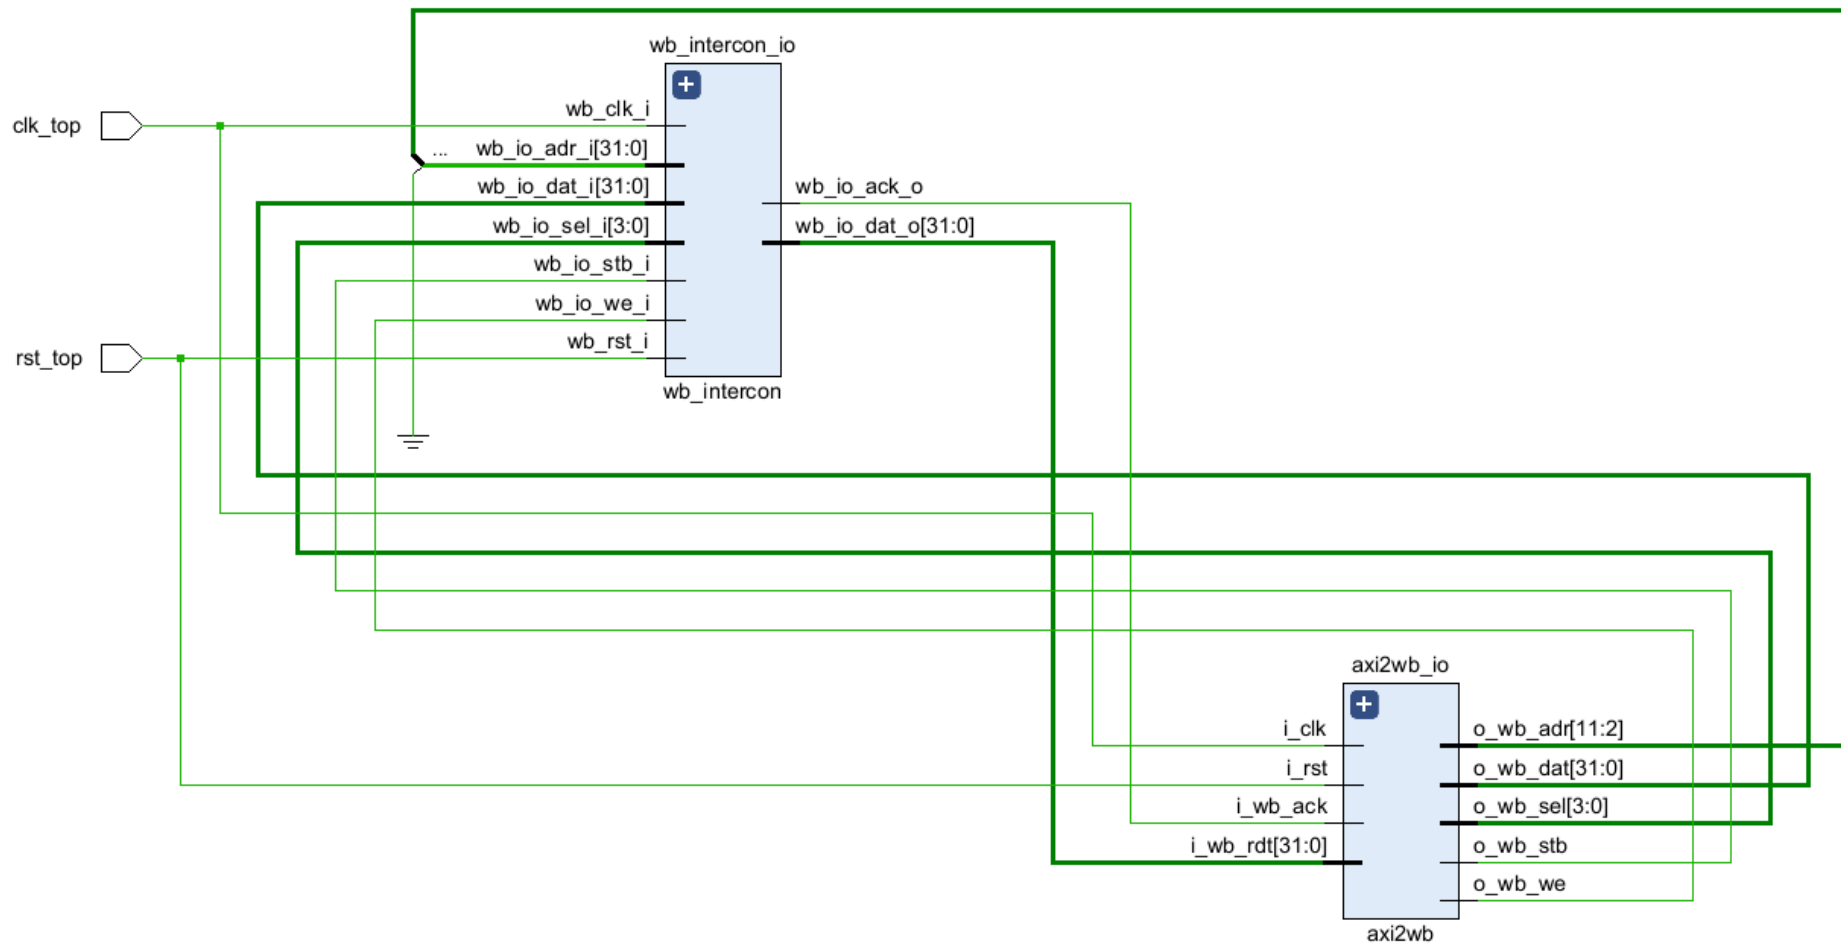 wb_intercon_io
wb_clk_i
clk_top
... wb_io_adr_i[31:0]
wb_io_dat_i[31:0]
wb_io_ack_o
wb_io_sel_i[3:0]
wb_io_dat_o[31:0]
wb_io_stb_i
wb_io_we_i
wb_rst_i
rst_top
wb_intercon
axi2wb_io
i_clk
o_wb_adr[11:2]
i_rst
o_wb_dat[31:0]
i_wb_ack
o_wb_sel[3:0]
i_wb_rdt[31:0]
o_wb_stb
o_wb_we
axi2wb